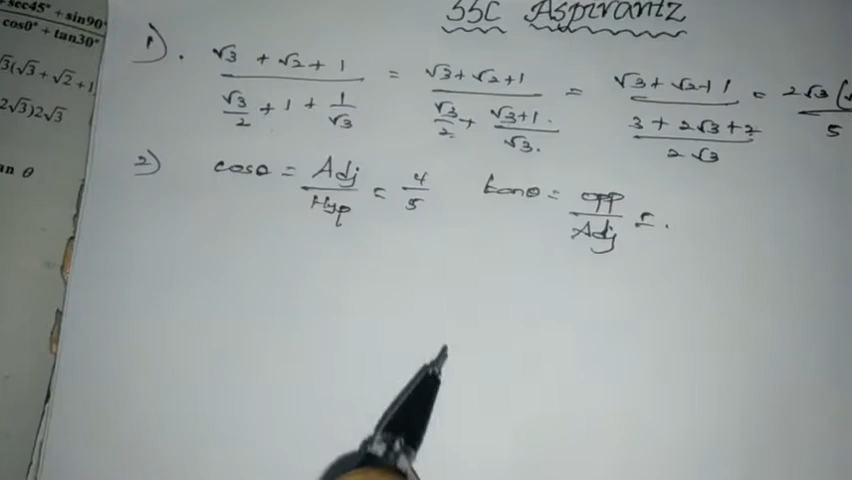 SSC Aspirantz
sec45° + sin90°
cos0° + tan30°
√3(√3 + √2 + 1
2√3)2√3
an θ
1). √3 + √2 + 1 / √3/2 + 1 + 1/√3 = √3 + √2 + 1 / √3/2 + √3+1./√3. = √3 + √2 + 1 / 3 + 2√3 + 2/2√3 = 2√3 ( / 5
2) cosθ = Adj/Hyp = 4/5 tanθ = opp/Adj = .